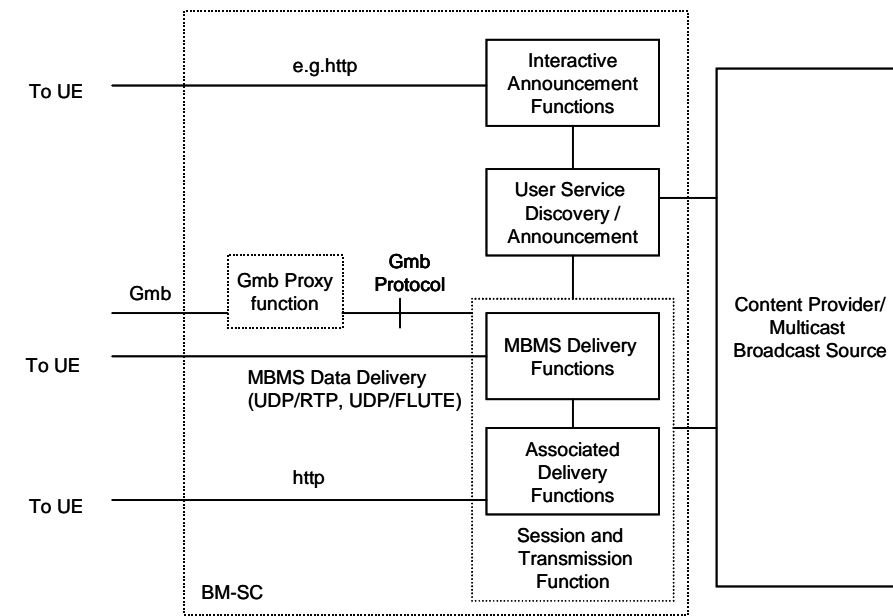 e.g.http
To UE
Interactive
Announcement
Functions
User Service
Discovery /
Announcement
Gmb
Gmb Proxy
function
Gmb
Protocol
Content Provider/
Multicast
Broadcast Source
To UE
MBMS Delivery
Functions
MBMS Data Delivery
(UDP/RTP, UDP/FLUTE)
Associated
Delivery
Functions
http
To UE
Session and
Transmission
Function
BM-SC